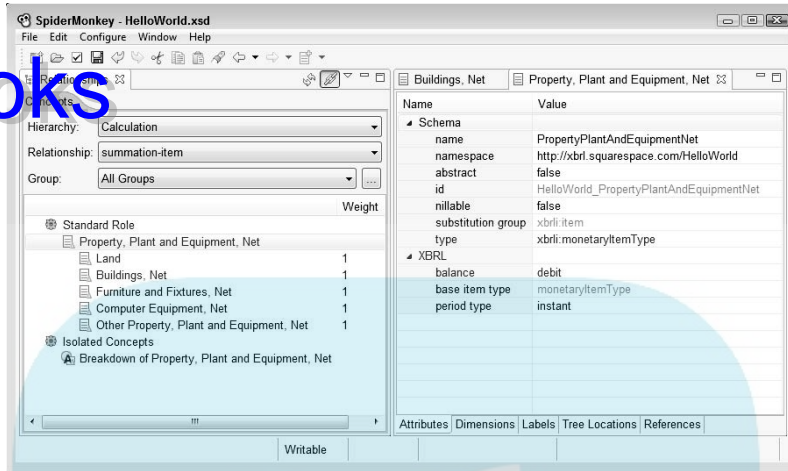 SpiderMonkey - HelloWorld.xsd
File Edit Configure Window Help
oks
Relationships
Buildings, Net
Property, Plant and Equipment, Net
Concepts
Hierarchy: Calculation
Relationship: summation-item
Group: All Groups
...
Weight
Standard Role
Property, Plant and Equipment, Net
Land 1
Buildings, Net 1
Furniture and Fixtures, Net 1
Computer Equipment, Net 1
Other Property, Plant and Equipment, Net 1
Isolated Concepts
A Breakdown of Property, Plant and Equipment, Net
Name Value
Schema
name PropertyPlantAndEquipmentNet
namespace http://xbrl.squarespace.com/HelloWorld
abstract false
id HelloWorld_PropertyPlantAndEquipmentNet
nillable false
substitution group xbrli:item
type xbrli:monetaryItemType
XBRL
balance debit
base item type monetaryItemType
period type instant
Attributes Dimensions Labels Tree Locations References
Writable